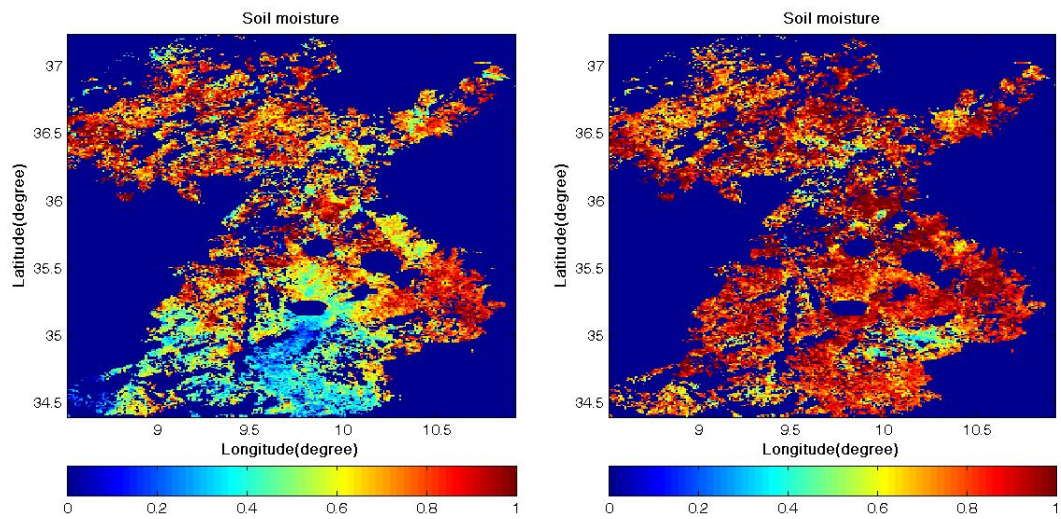 Soil moisture
37
36.5
36
35.5
35
34.5
Latitude(degree)
9 9.5 10 10.5
Longitude(degree)
0 0.2 0.4 0.6 0.8 1
Soil moisture
37
36.5
36
35.5
35
34.5
Latitude(degree)
9 9.5 10 10.5
Longitude(degree)
0 0.2 0.4 0.6 0.8 1